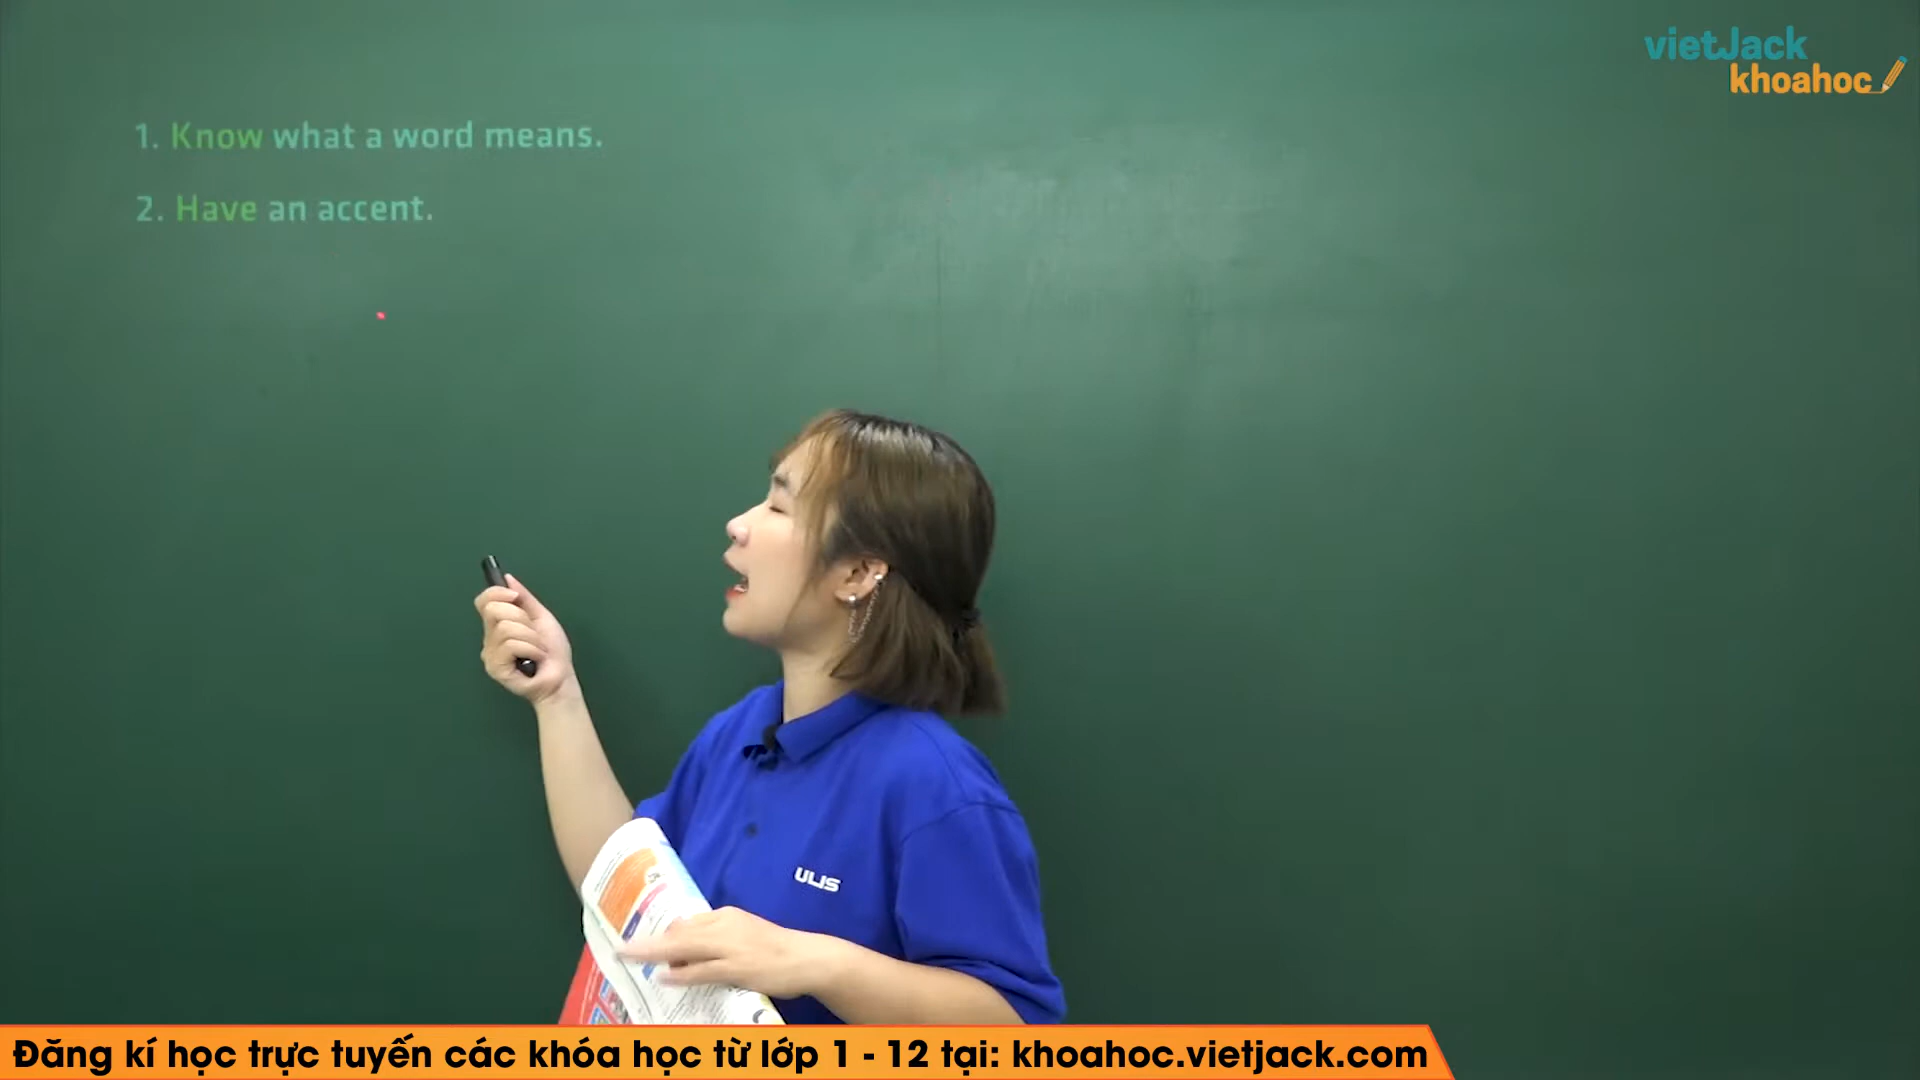 vietJack
khoahoc
1. Know what a word means.
2. Have an accent.
ULIS
Đăng kí học trực tuyến các khóa học từ lớp 1 - 12 tại: khoahoc.vietjack.com